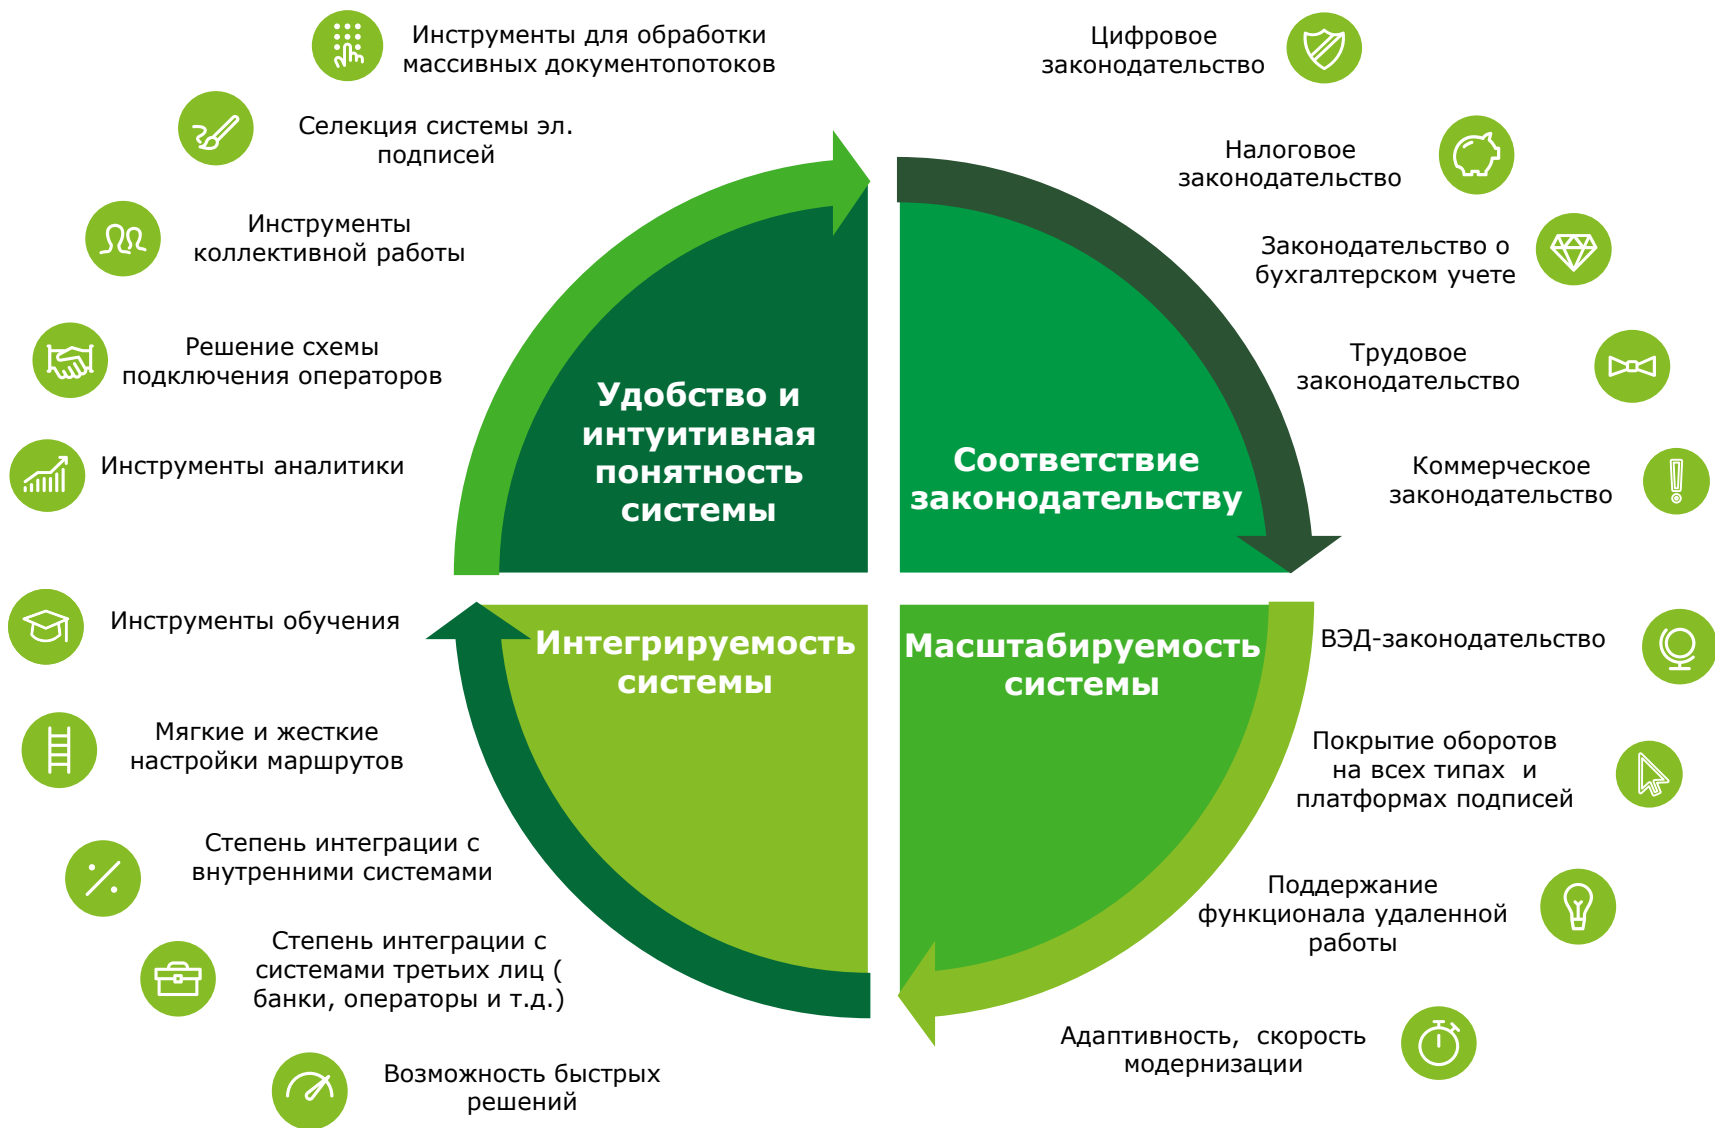 Инструменты для обработки
массивных документопотоков
Селекция системы эл.
подписей
Инструменты
коллективной работы
Решение схемы
подключения операторов
Инструменты аналитики
Инструменты обучения
Мягкие и жесткие
настройки маршрутов
Степень интеграции с
внутренними системами
Степень интеграции с
системами третьих лиц (
банки, операторы и т.д.)
Возможность быстрых
решений
Удобство и
интуитивная
понятность
системы
Соответствие
законодательству
Интегрируемость
системы
Масштабируемость
системы
Цифровое
законодательство
Налоговое
законодательство
Законодательство о
бухгалтерском учете
Трудовое
законодательство
Коммерческое
законодательство
ВЭД-законодательство
Покрытие оборотов
на всех типах и
платформах подписей
Поддержание
функционала удаленной
работы
Адаптивность, скорость
модернизации